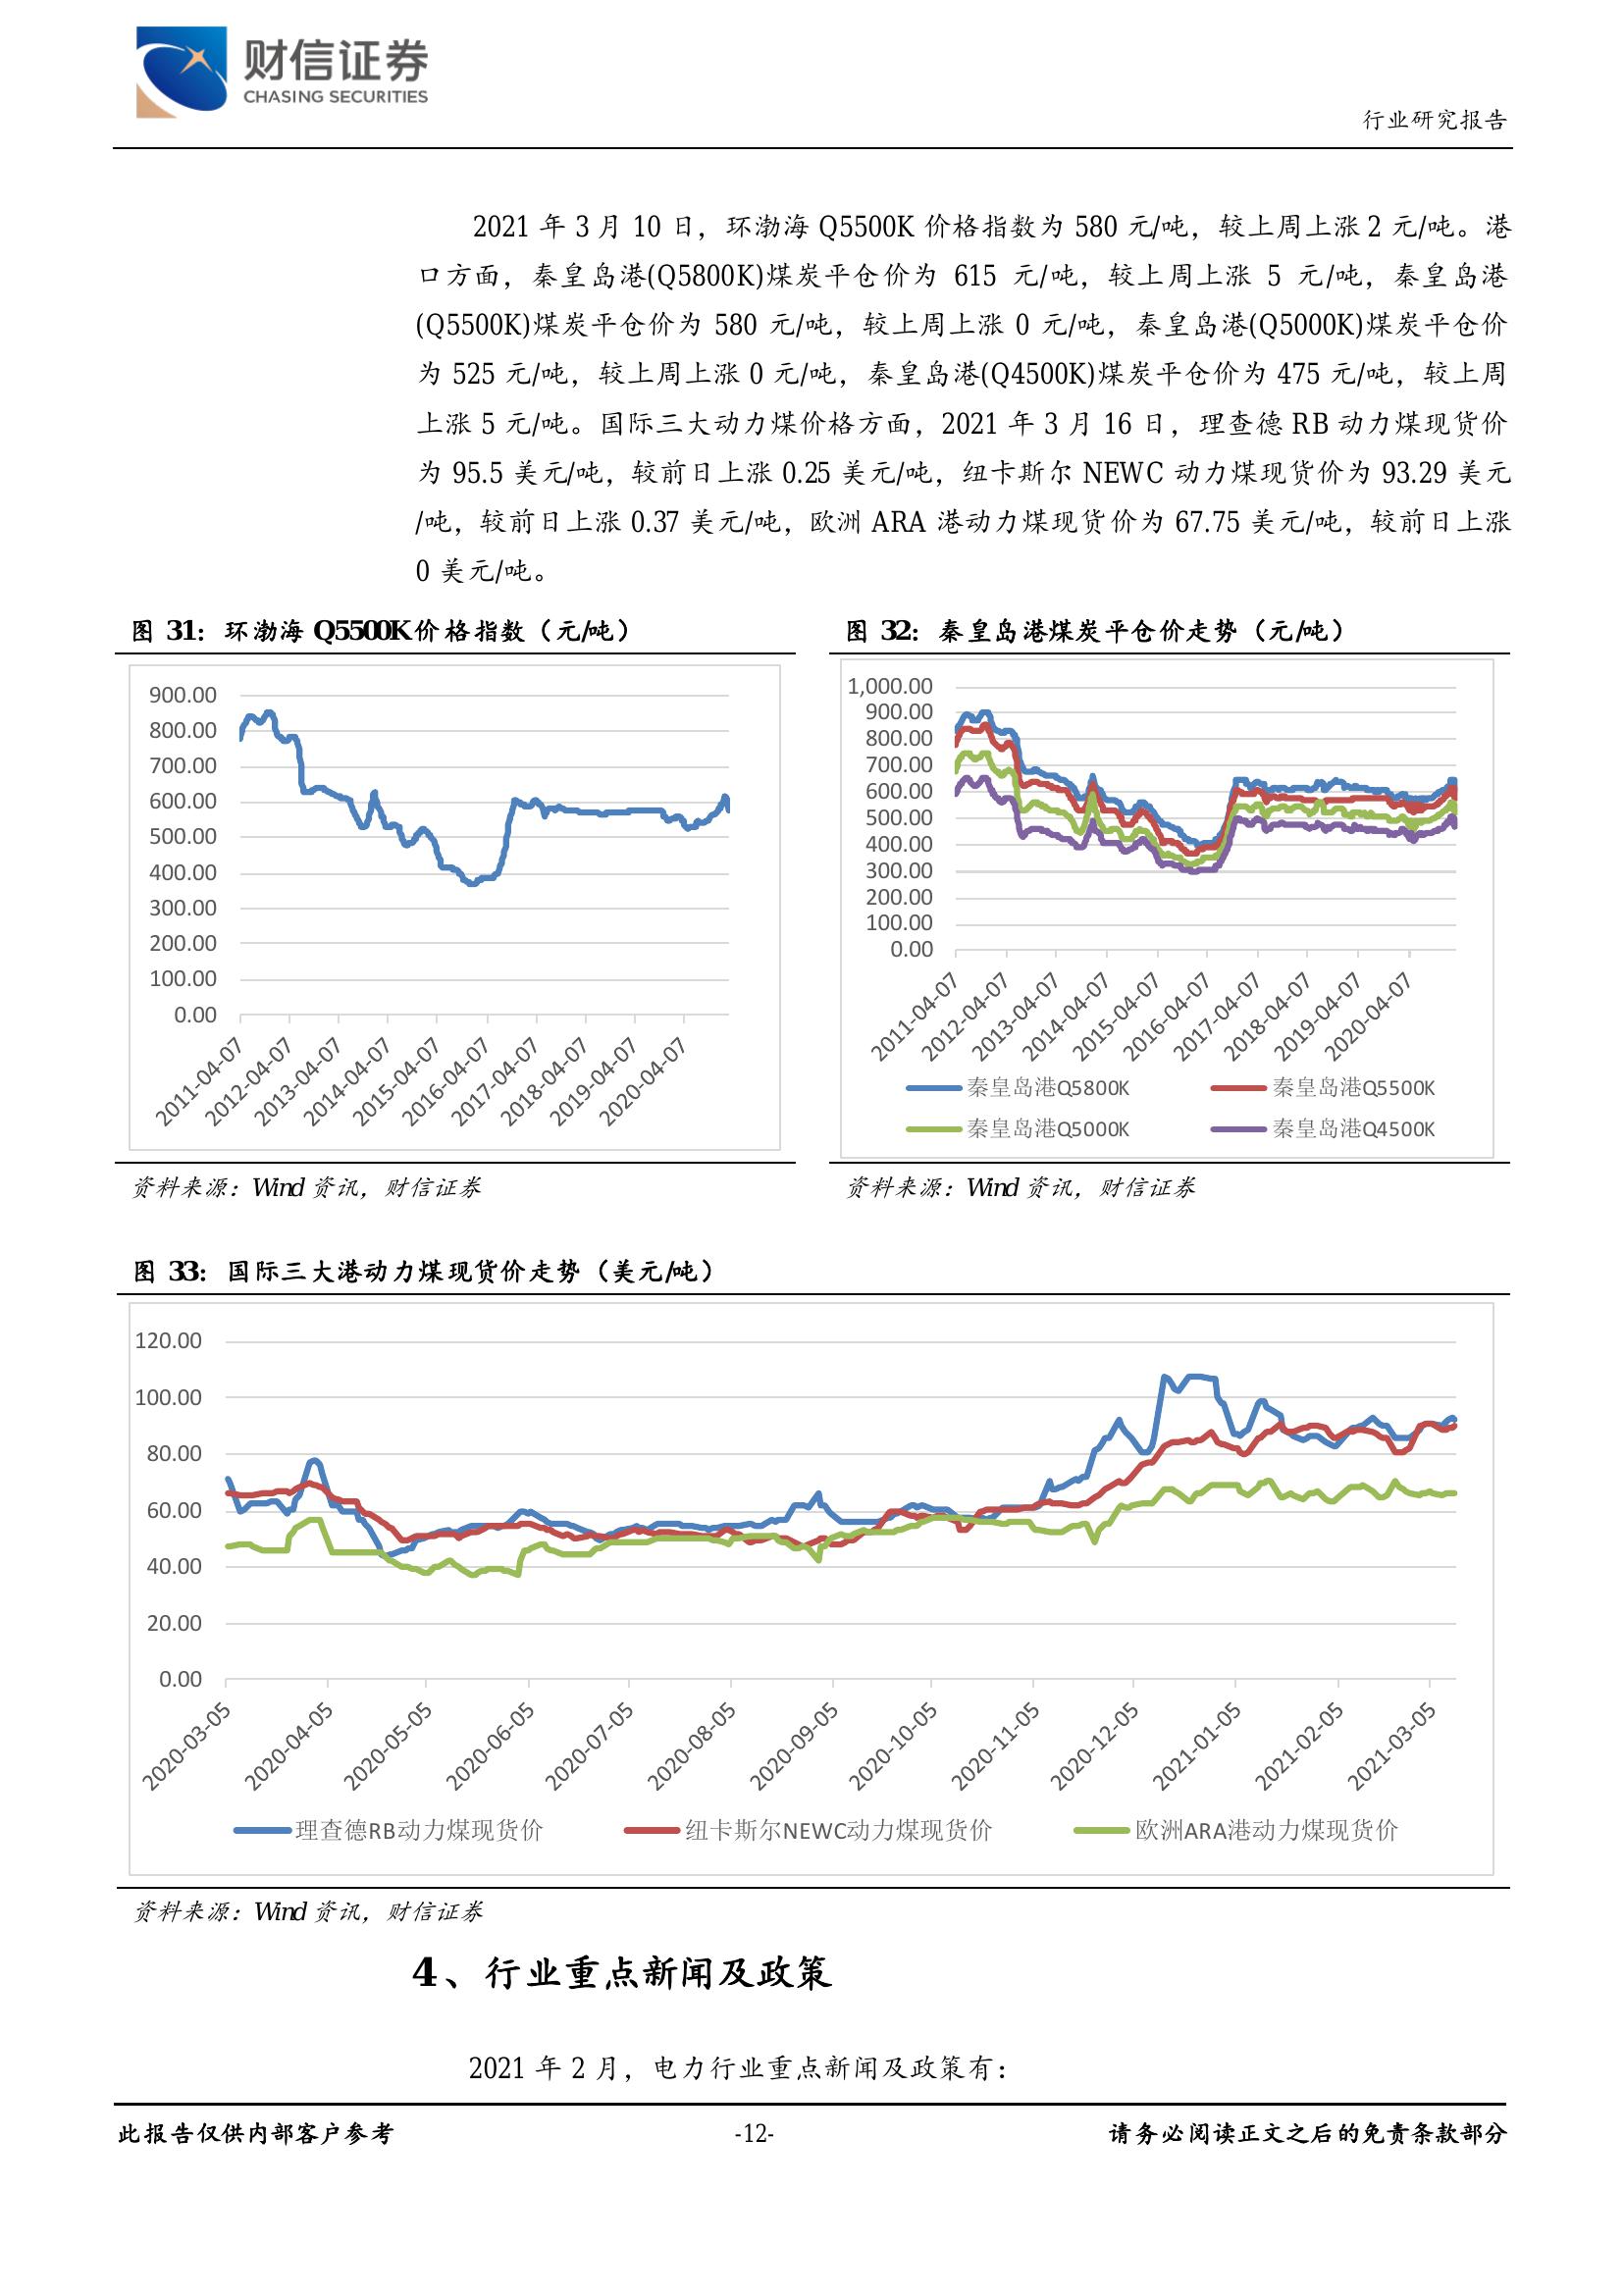 财信证券
CHASING SECURITIES
行业研究报告
2021 年 3 月 10 日，环渤海 Q5500K 价格指数为 580 元/吨，较上周上涨 2 元/吨。港
口方面，秦皇岛港(Q5800K)煤炭平仓价为 615 元/吨，较上周上涨 5 元/吨，秦皇岛港
(Q5500K)煤炭平仓价为 580 元/吨，较上周上涨 0 元/吨，秦皇岛港(Q5000K)煤炭平仓价
为 525 元/吨，较上周上涨 0 元/吨，秦皇岛港(Q4500K)煤炭平仓价为 475 元/吨，较上周
上涨 5 元/吨。国际三大动力煤价格方面，2021 年 3 月 16 日，理查德 RB 动力煤现货价
为 95.5 美元/吨，较前日上涨 0.25 美元/吨，纽卡斯尔 NEWC 动力煤现货价为 93.29 美元
/吨，较前日上涨 0.37 美元/吨，欧洲 ARA 港动力煤现货价为 67.75 美元/吨，较前日上涨
0 美元/吨。
图 31：环渤海 Q5500K价格指数（元/吨）
900.00
800.00
700.00
600.00
500.00
400.00
300.00
200.00
100.00
0.00
2011-04-07
2012-04-07
2013-04-07
2014-04-07
2015-04-07
2016-04-07
2017-04-07
2018-04-07
2019-04-07
2020-04-07
资料来源：Wind 资讯，财信证券
图 32：秦皇岛港煤炭平仓价走势（元/吨）
1,000.00
900.00
800.00
700.00
600.00
500.00
400.00
300.00
200.00
100.00
0.00
2011-04-07
2012-04-07
2013-04-07
2014-04-07
2015-04-07
2016-04-07
2017-04-07
2018-04-07
2019-04-07
2020-04-07
秦皇岛港Q5800K
秦皇岛港Q5500K
秦皇岛港Q5000K
秦皇岛港Q4500K
资料来源：Wind 资讯，财信证券
图 33：国际三大港动力煤现货价走势（美元/吨）
120.00
100.00
80.00
60.00
40.00
20.00
0.00
2020-03-05
2020-04-05
2020-05-05
2020-06-05
2020-07-05
2020-08-05
2020-09-05
2020-10-05
2020-11-05
2020-12-05
2021-01-05
2021-02-05
2021-03-05
理查德RB动力煤现货价
纽卡斯尔NEWC动力煤现货价
欧洲ARA港动力煤现货价
资料来源：Wind 资讯，财信证券
4、行业重点新闻及政策
2021 年 2 月，电力行业重点新闻及政策有：
此报告仅供内部客户参考
-12-
请务必阅读正文之后的免责条款部分